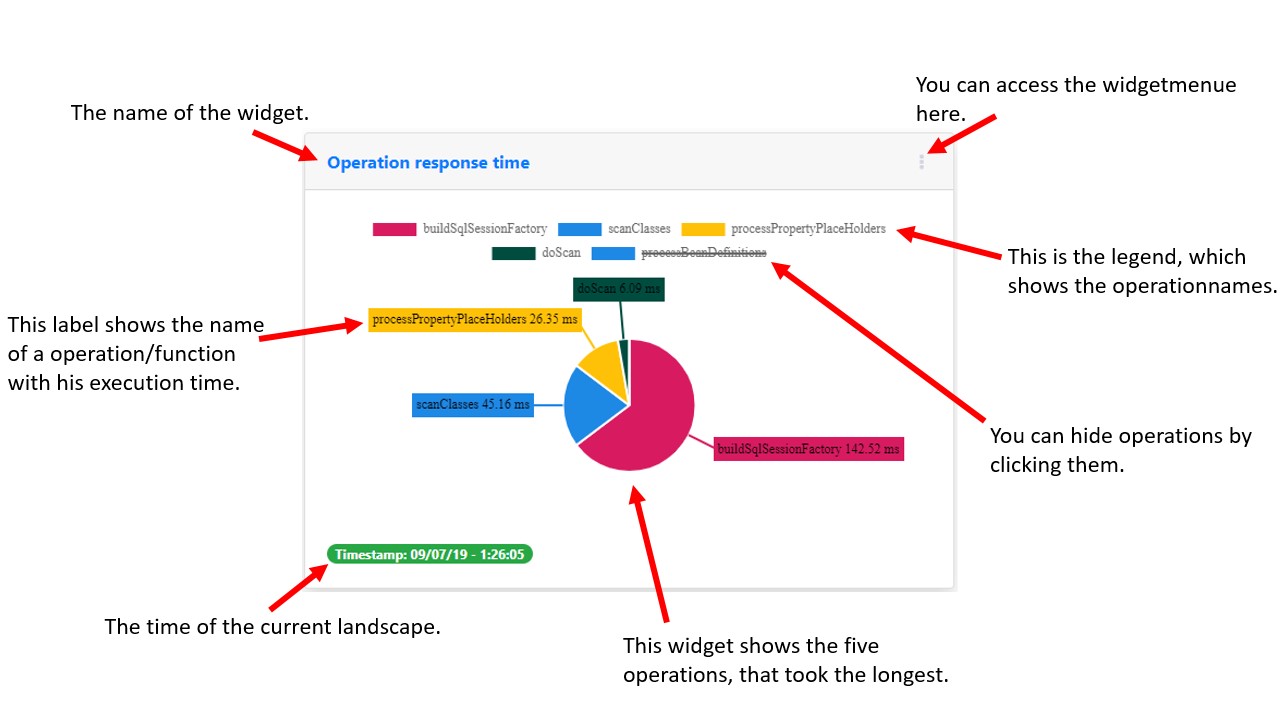 You can access the widgetmenue
here.
The name of the widget.
Operation response time
buildSqlSessionFactory scanClasses processPropertyPlaceHolders
doScan processBeanDefinitions
This is the legend, which
shows the operationnames.
doScan 6.09 ms
processPropertyPlaceHolders 26.35 ms
This label shows the name
of a operation/function
with his execution time.
scanClasses 45.16 ms
buildSqlSessionFactory 142.52 ms
You can hide operations by
clicking them.
Timestamp: 09/07/19 - 1:26:05
The time of the current landscape.
This widget shows the five
operations, that took the longest.